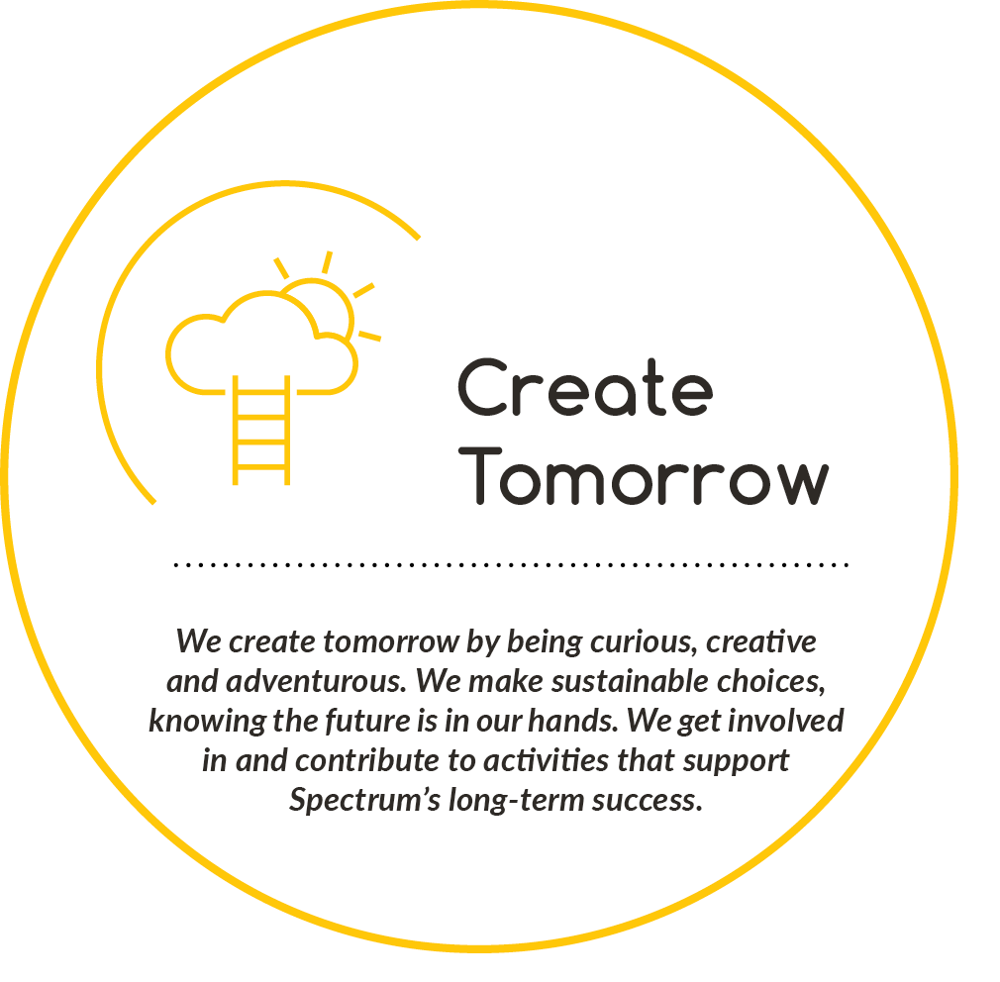 Create
Tomorrow
We create tomorrow by being curious, creative
and adventurous. We make sustainable choices,
knowing the future is in our hands. We get involved
in and contribute to activities that support
Spectrum’s long-term success.